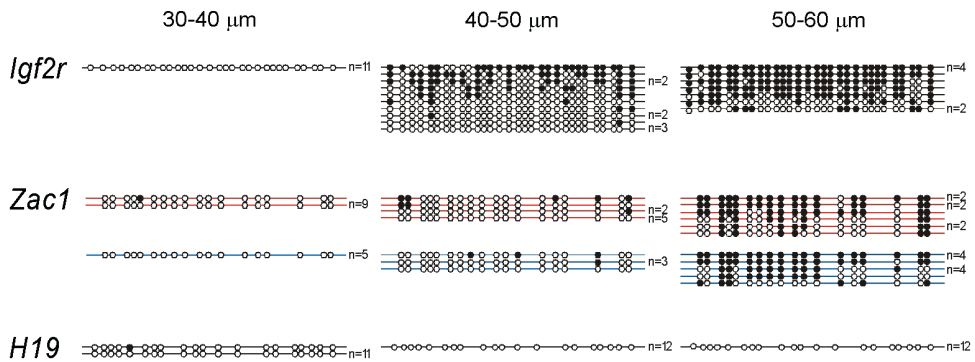 30-40 µm 40-50 µm 50-60 µm
Igf2r
n=11
n=2
n=2
n=3
n=4
n=2
Zac1
n=9
n=2
n=5
n=2
n=2
n=2
n=5
n=3
n=4
n=4
H19
n=11
n=12
n=12